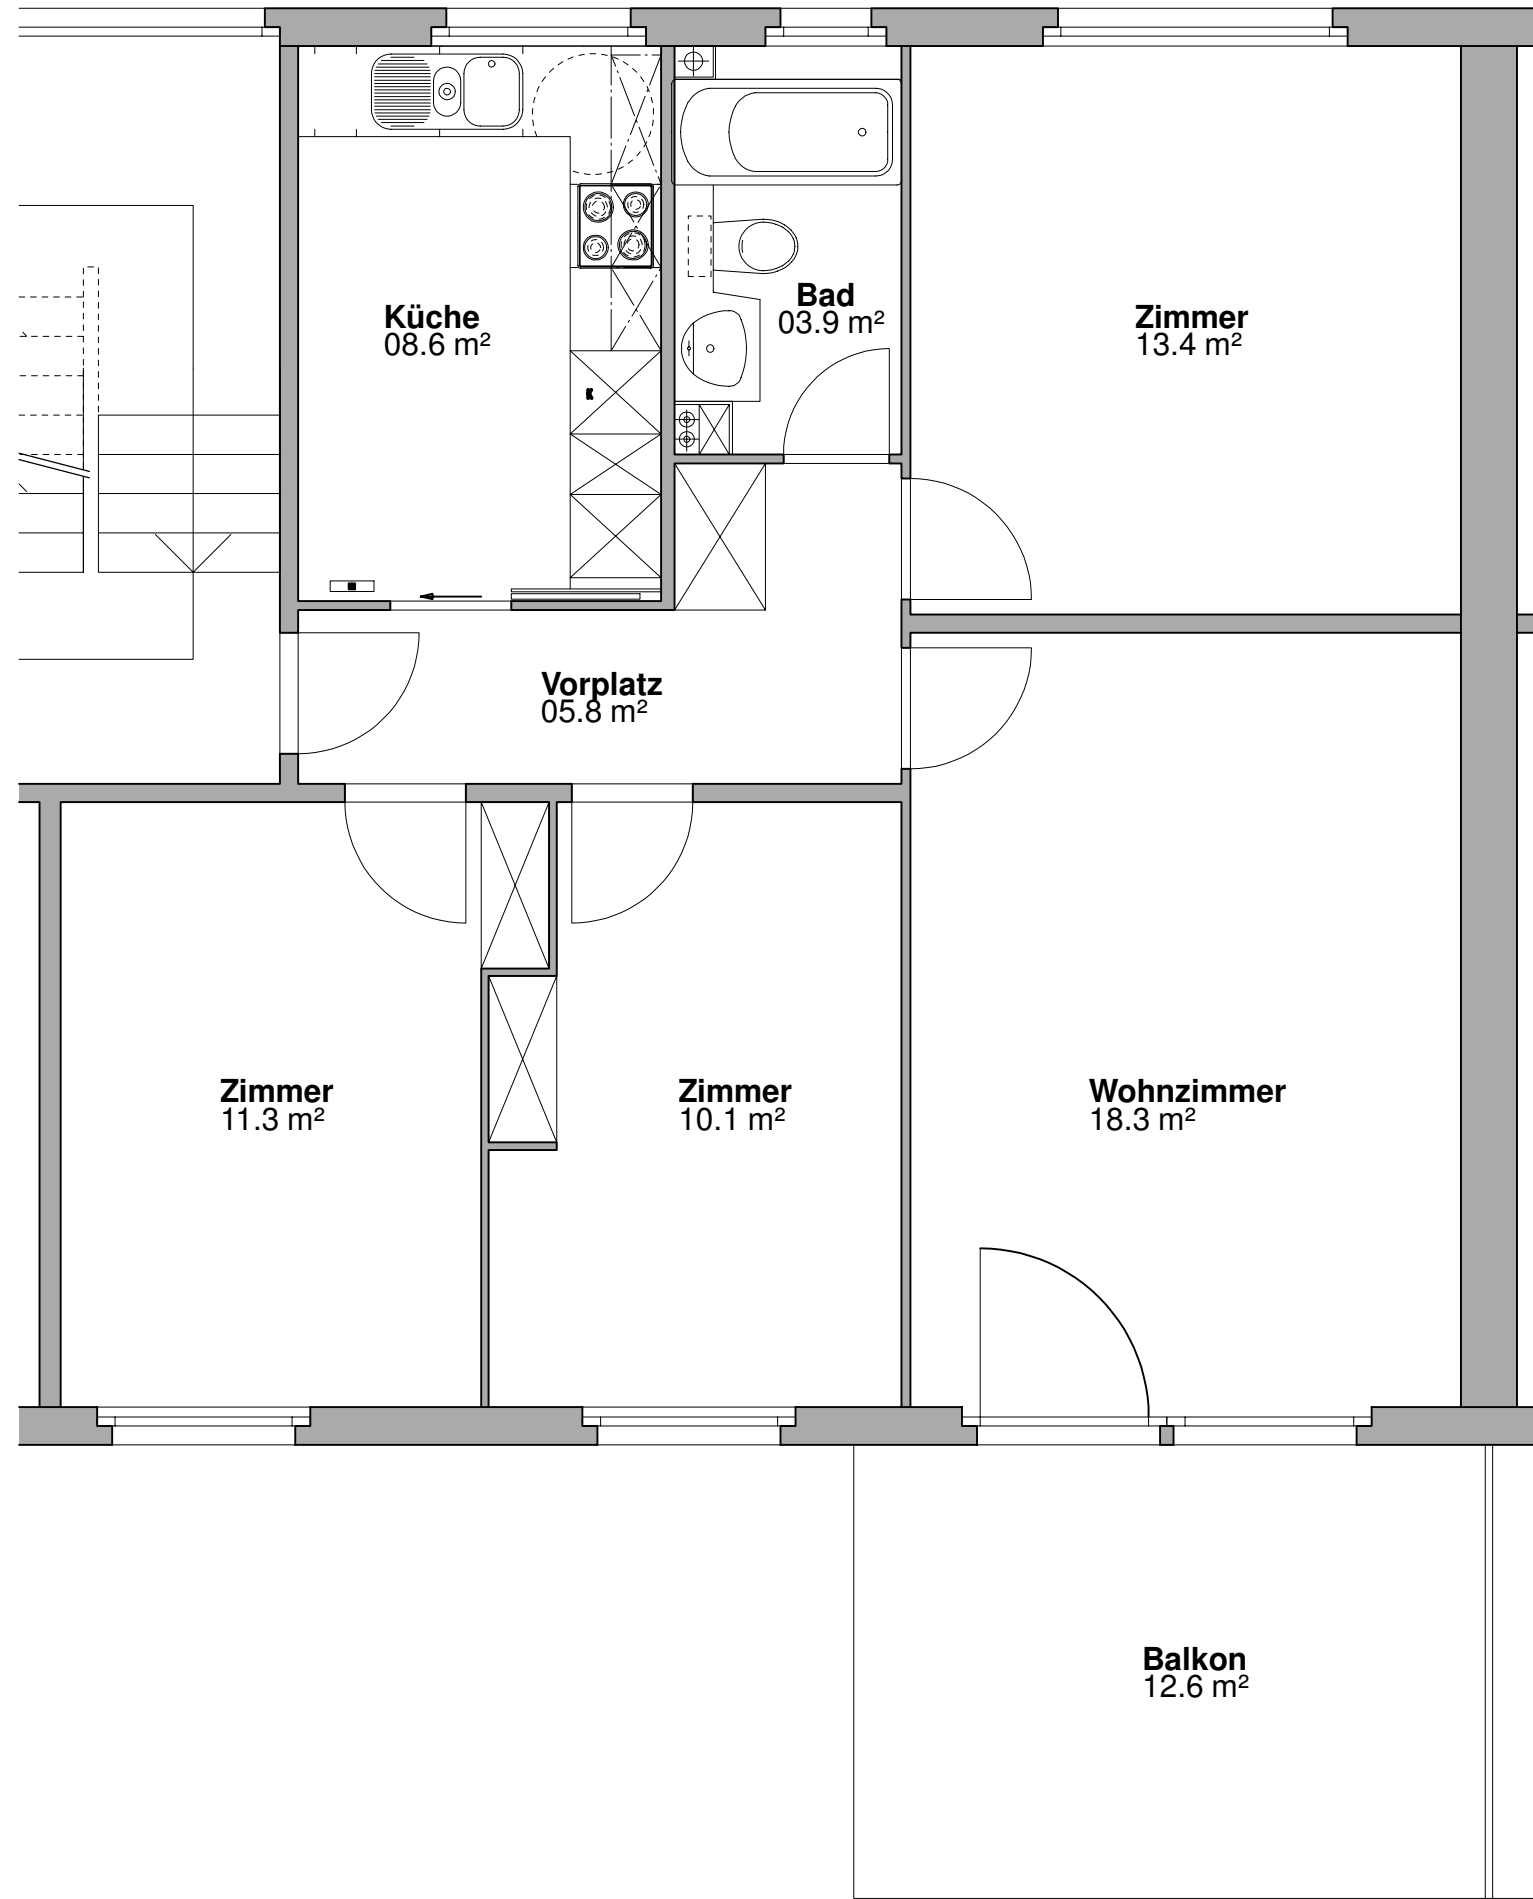 Küche
08.6 m²
Bad
03.9 m²
Zimmer
13.4 m²
K
Vorplatz
05.8 m²
Zimmer
11.3 m²
Zimmer
10.1 m²
Wohnzimmer
18.3 m²
Balkon
12.6 m²